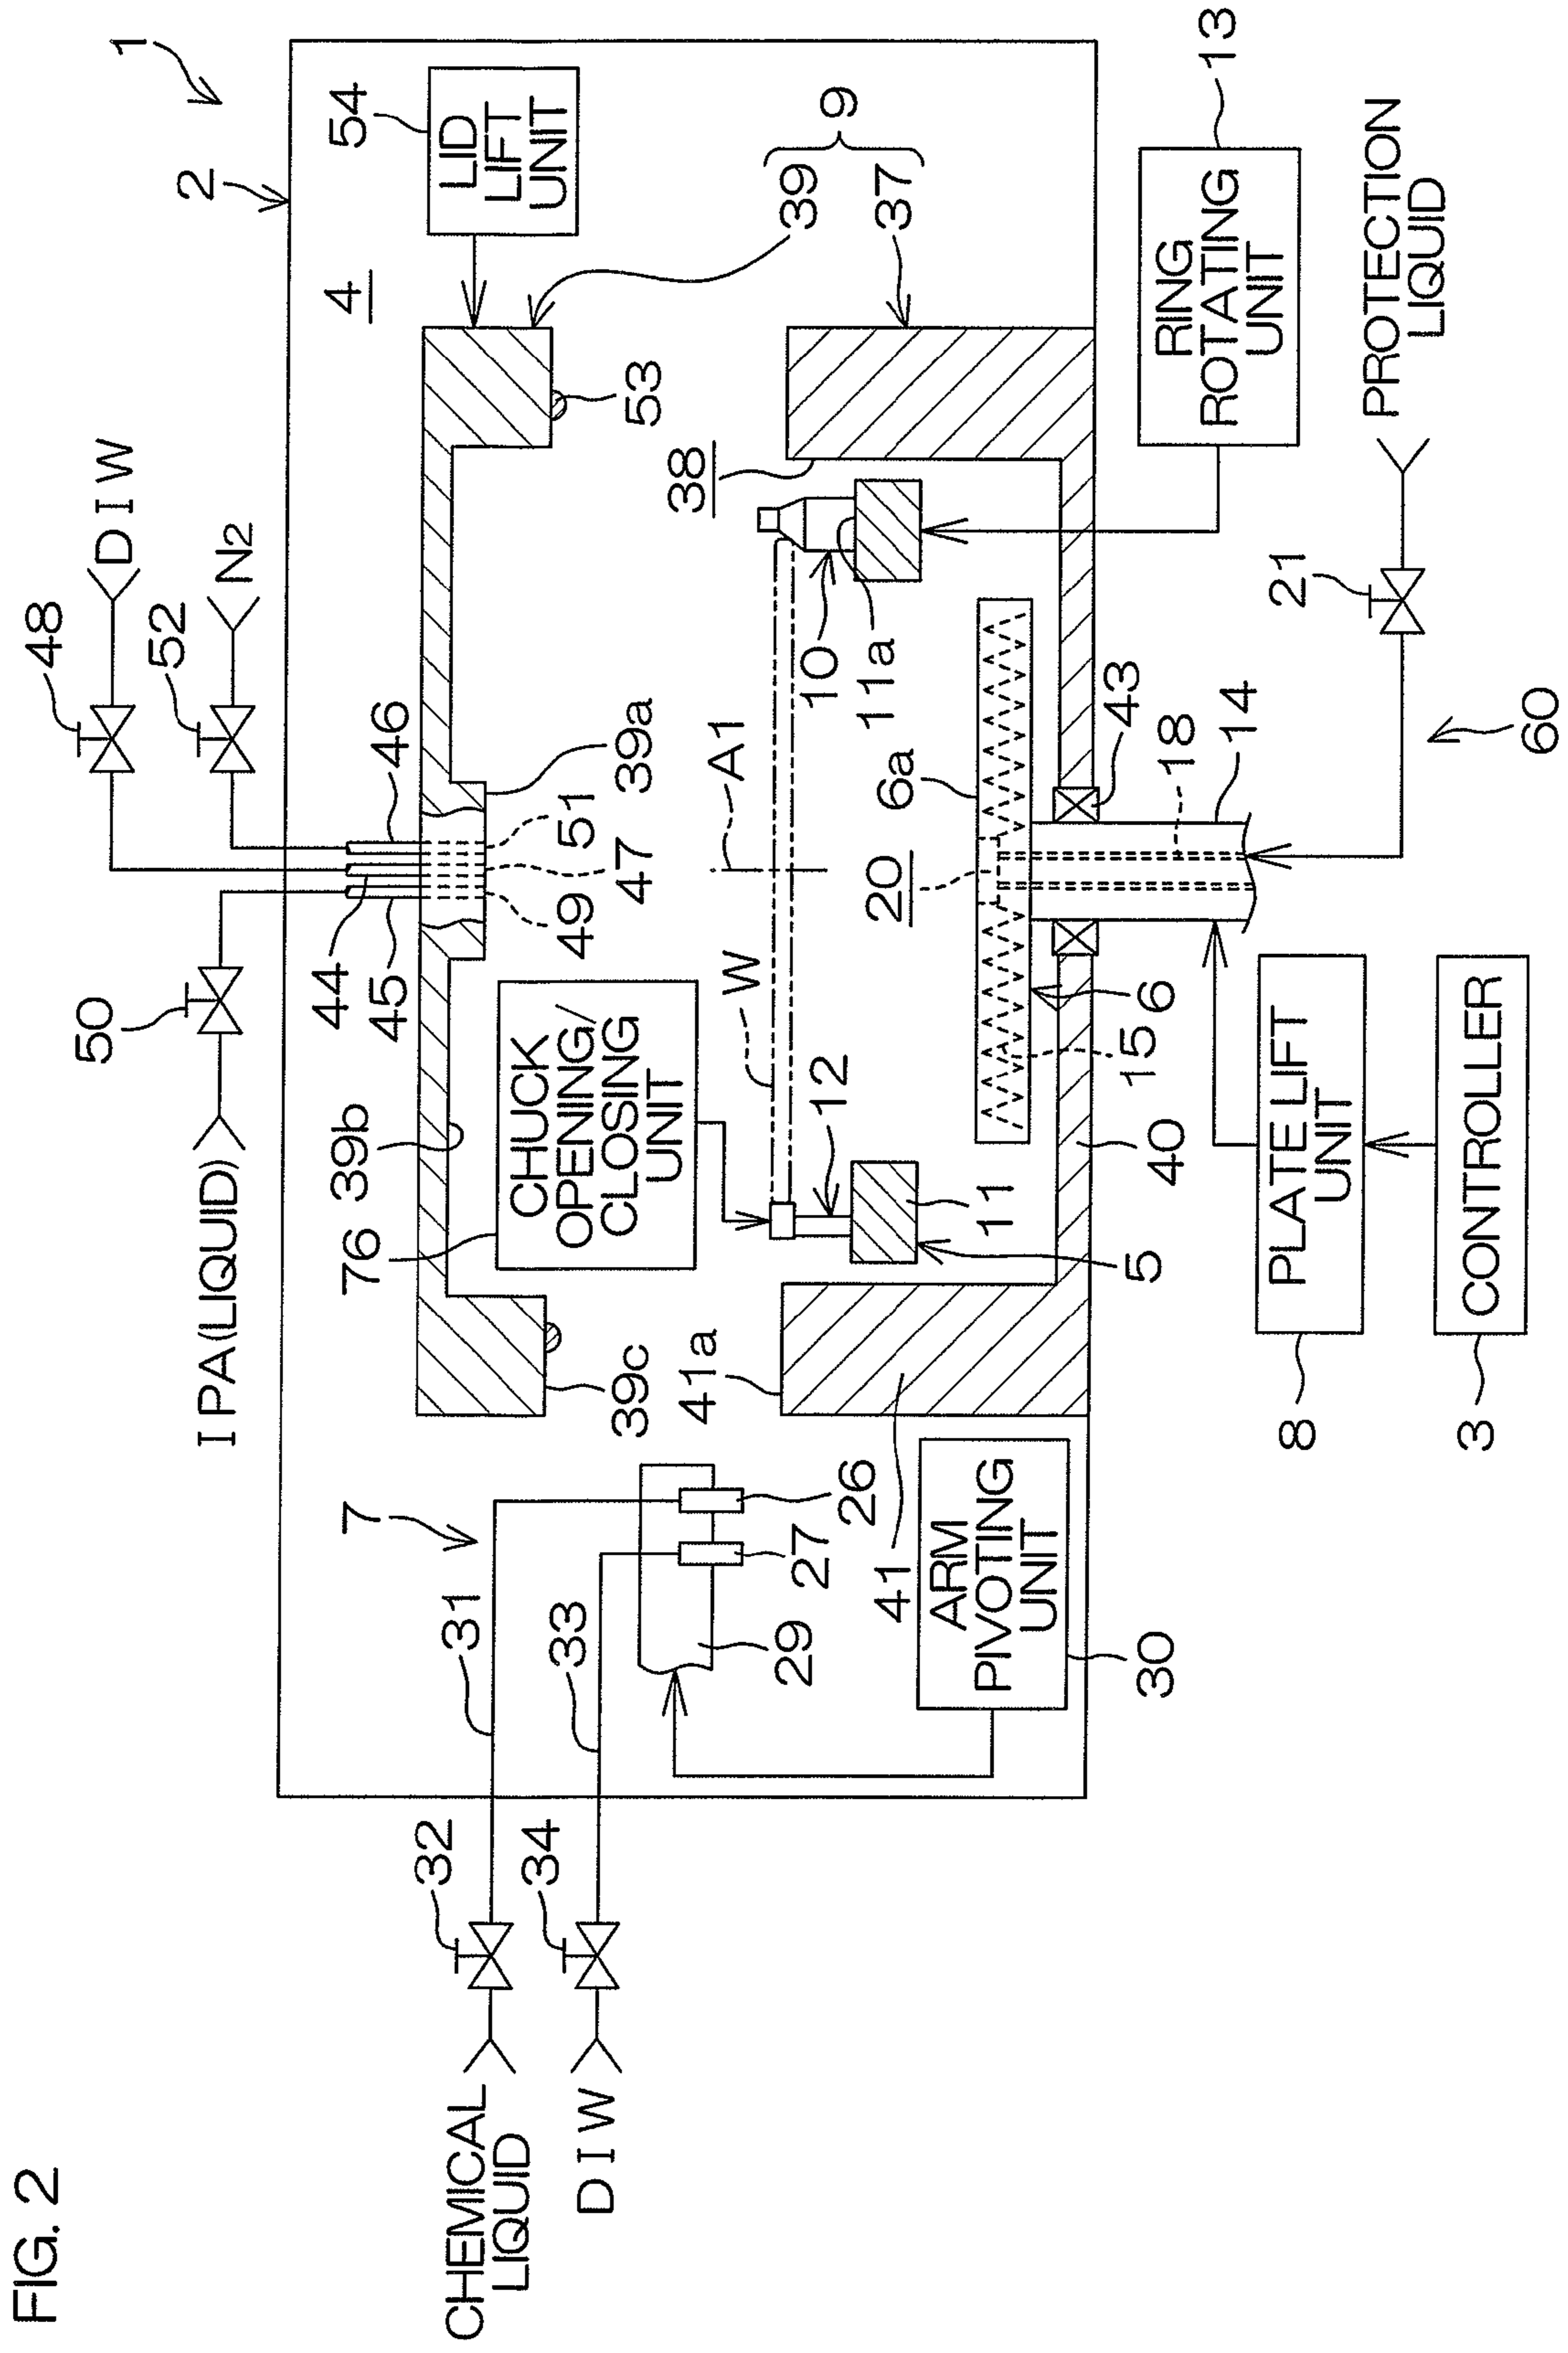 FIG. 2
1
2
DIW
48
N2
52
50
IPA(LIQUID)
4
54
LID
LIFT
UNIT
46
44
45
39a
51
47
49
39b
76
CHUCK
OPENING/
CLOSING
UNIT
39c
53
39
9
37
38
A1
W
10
11a
12
11
5
6a
20
15
6
40
43
18
14
41a
41
7
31
33
26
27
29
ARM
PIVOTING
UNIT
30
32
34
CHEMICAL
LIQUID
DIW
RING
ROTATING
UNIT
13
PROTECTION
LIQUID
21
60
PLATE LIFT
UNIT
8
CONTROLLER
3